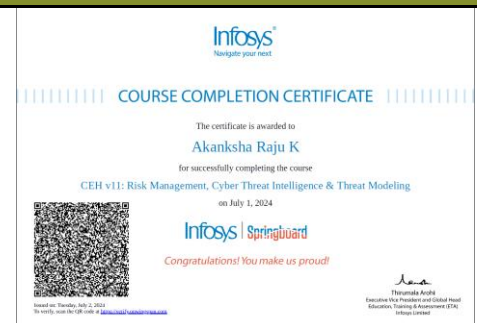 Infosys
Navigate your next
COURSE COMPLETION CERTIFICATE
The certificate is awarded to
Akanksha Raju K
for successfully completing the course
CEH v11: Risk Management, Cyber Threat Intelligence & Threat Modeling
on July 1, 2024
Infosys | Springboard
Congratulations! You make us proud!
Thirumala Arohi
Executive Vice President and Global Head
Education, Training & Assessment (ETA)
Infosys Limited
Issued on: Tuesday, July 2, 2024
To verify, scan the QR code at